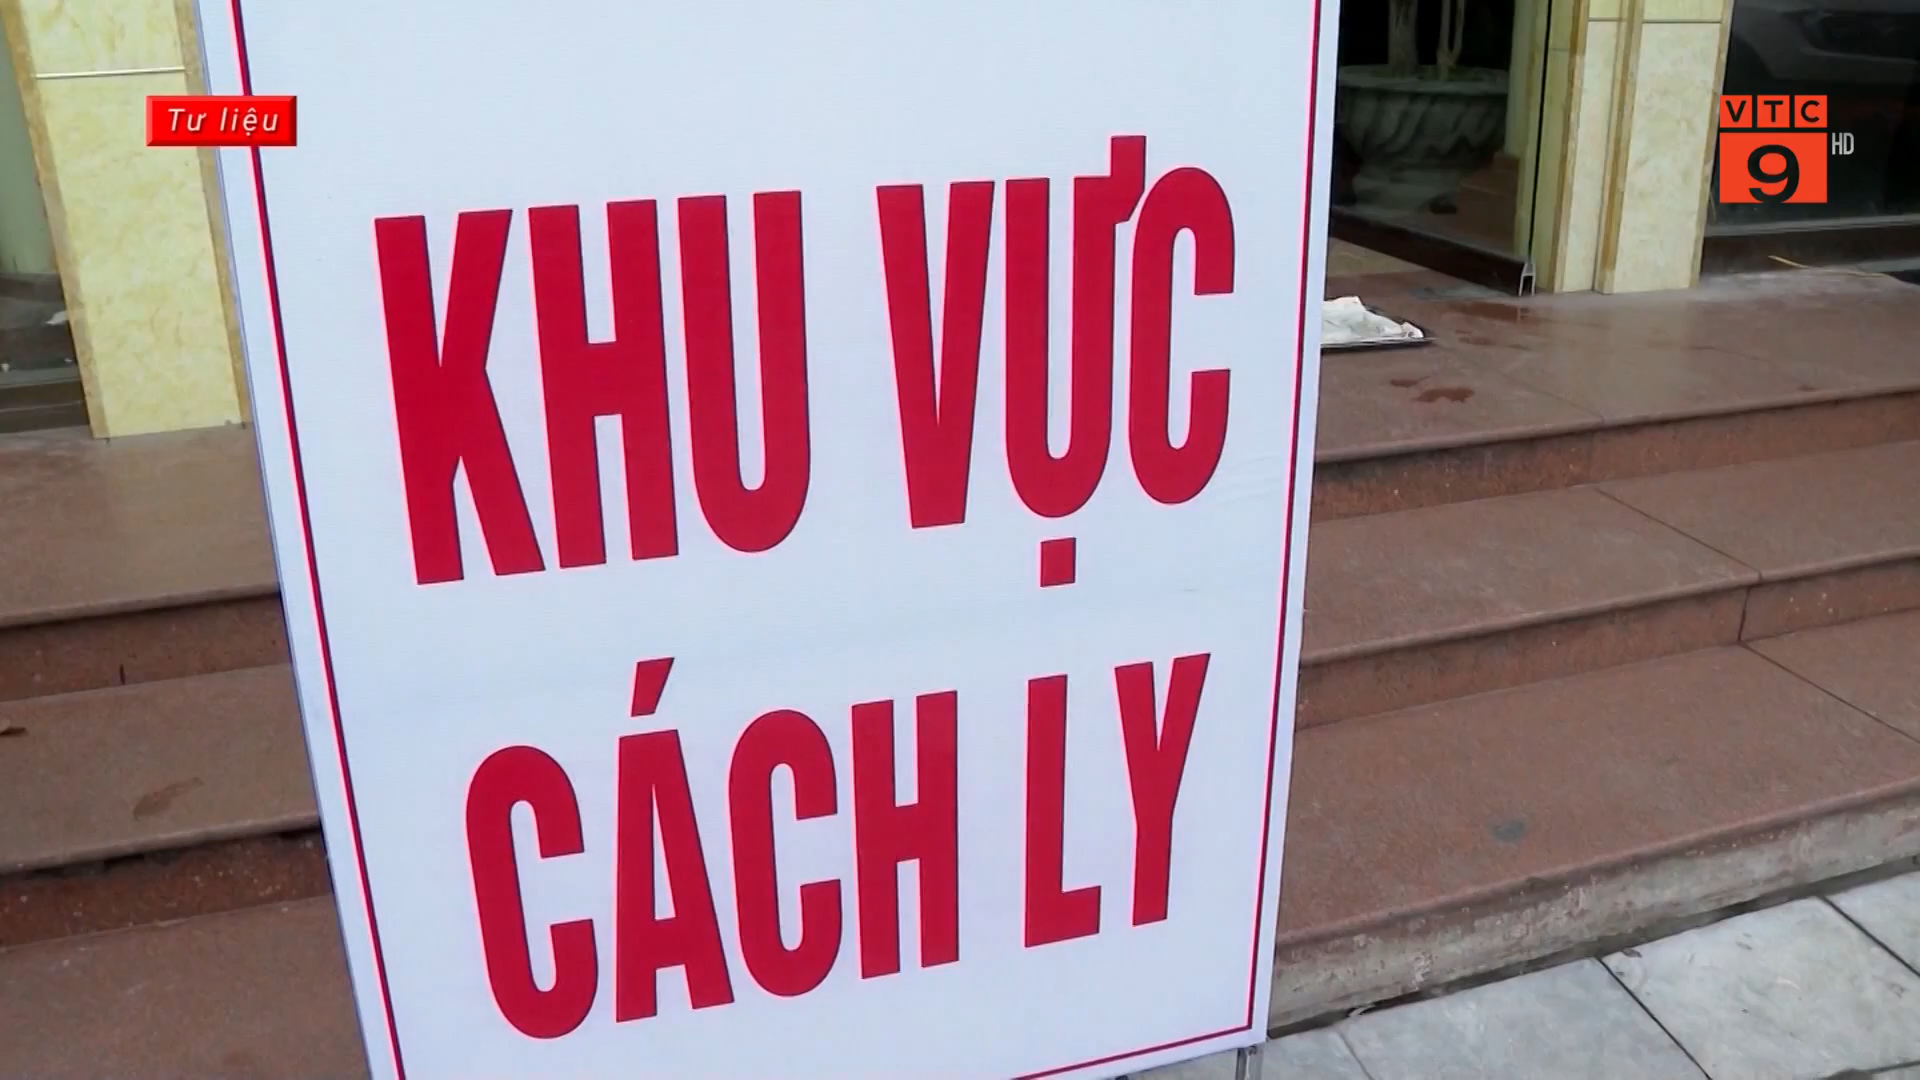 Tư liệu
VTC
9
HD
KHU VỰC
CÁCH LY